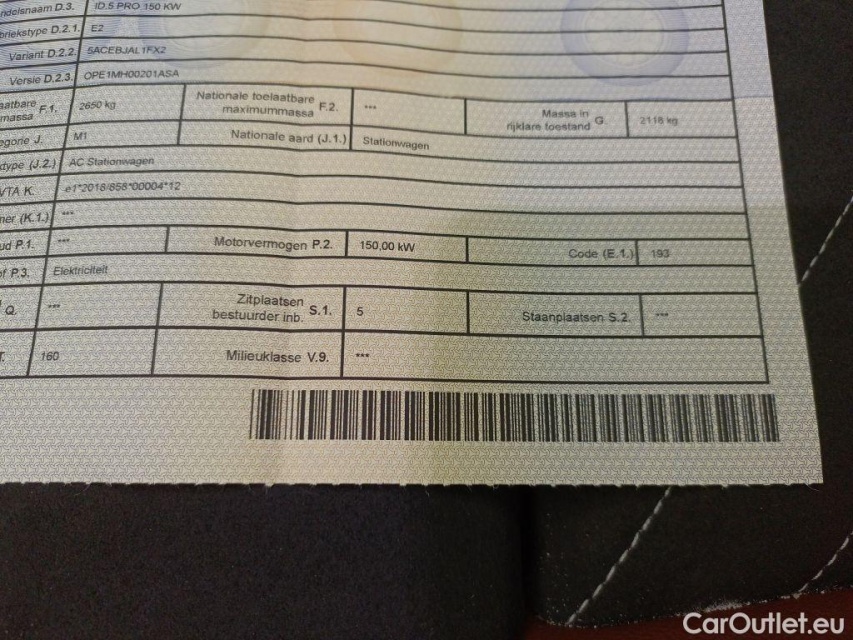 ndelsnaam D.3. ID.5 PRO 150 KW
briekstype D.2.1. E2
Variant D.2.2. 5ACEBJAL1FX2
Versie D.2.3. OPE1MH00201ASA
aatbare massa F.1. 2650 kg Nationale toelaatbare maximummassa F.2. *** Massa in rijklare toestand G. 2118 kg
egorie J. M1 Nationale aard (J.1.) Stationwagen
type (J.2.) AC Stationwagen
VTA K. e1*2018/858*00004*12
mer (K.1.) ***
ud P.1. *** Motorvermogen P.2. 150,00 kW Code (E.1.) 193
of P.3. Elektriciteit
Q. *** Zitplaatsen bestuurder inb. S.1. 5 Staanplaatsen S.2. ***
T. 160 Milieuklasse V.9. ***
CarOutlet.eu